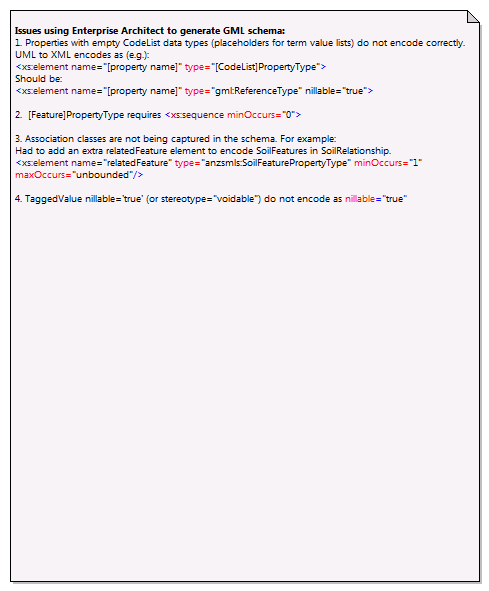 Issues using Enterprise Architect to generate GML schema:
1. Properties with empty CodeList data types (placeholders for term value lists) do not encode correctly.
UML to XML encodes as (e.g.):
<xs:element name="[property name]" type="[CodeList]PropertyType">
Should be:
<xs:element name="[property name]" type="gml:ReferenceType" nillable="true">
2.  [Feature]PropertyType requires <xs:sequence minOccurs="0">
3. Association classes are not being captured in the schema. For example:
Had to add an extra relatedFeature element to encode SoilFeatures in SoilRelationship.
<xs:element name="relatedFeature" type="anzsmls:SoilFeaturePropertyType" minOccurs="1"
maxOccurs="unbounded"/>
4. TaggedValue nillable='true' (or stereotype="voidable") do not encode as nillable="true"